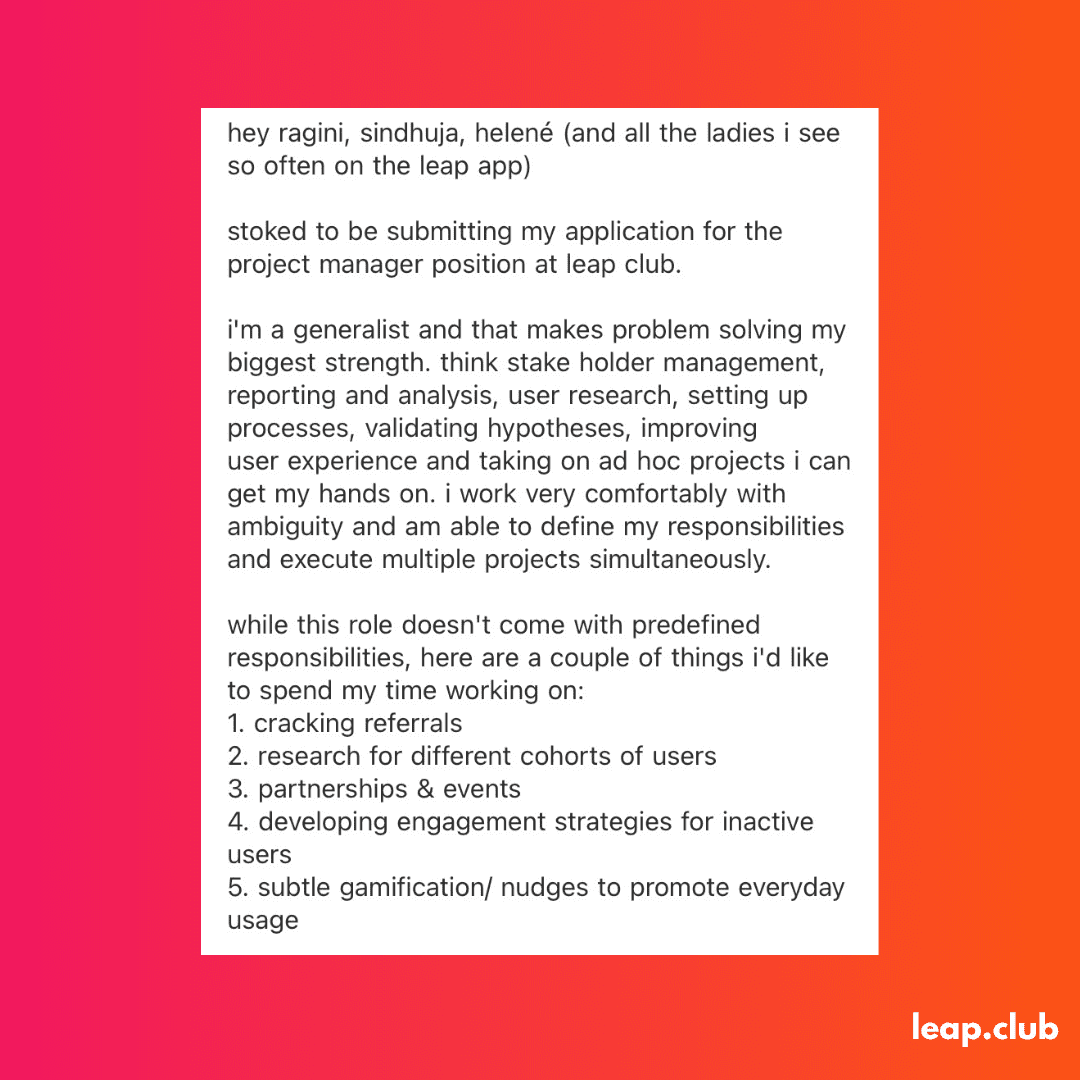 hey ragini, sindhuja, helené (and all the ladies i see
so often on the leap app)
stoked to be submitting my application for the
project manager position at leap club.
i'm a generalist and that makes problem solving my
biggest strength. think stake holder management,
reporting and analysis, user research, setting up
processes, validating hypotheses, improving
user experience and taking on ad hoc projects i can
get my hands on. i work very comfortably with
ambiguity and am able to define my responsibilities
and execute multiple projects simultaneously.
while this role doesn't come with predefined
responsibilities, here are a couple of things i'd like
to spend my time working on:
1. cracking referrals
2. research for different cohorts of users
3. partnerships & events
4. developing engagement strategies for inactive
users
5. subtle gamification/ nudges to promote everyday
usage
leap.club